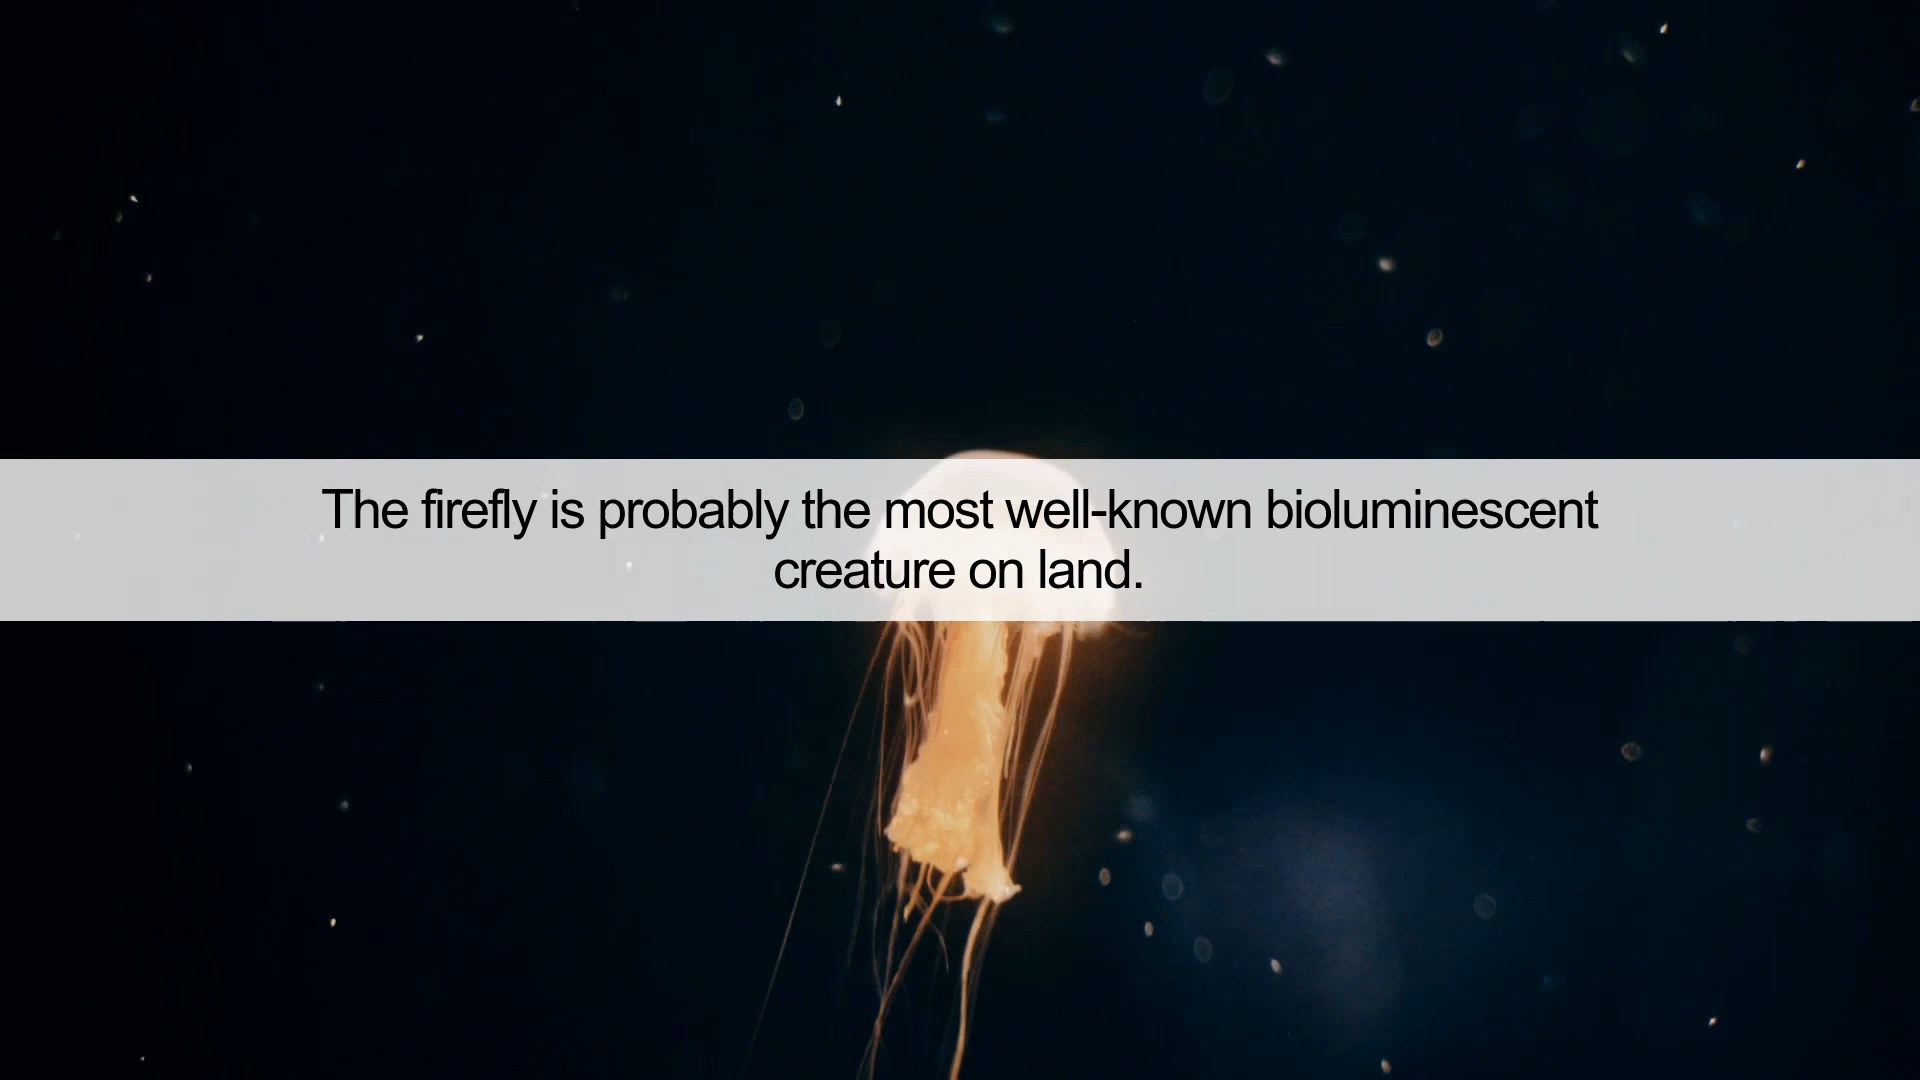 The firefly is probably the most well-known bioluminescent
creature on land.